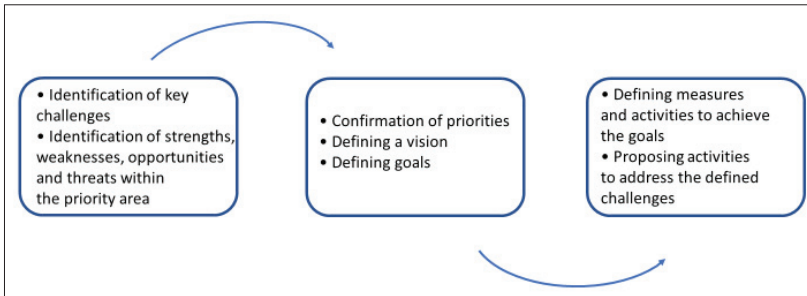 • Identification of key
challenges
• Identification of strengths,
weaknesses, opportunities
and threats within
the priority area
• Confirmation of priorities
• Defining a vision
• Defining goals
• Defining measures
and activities to achieve
the goals
• Proposing activities
to address the defined
challenges